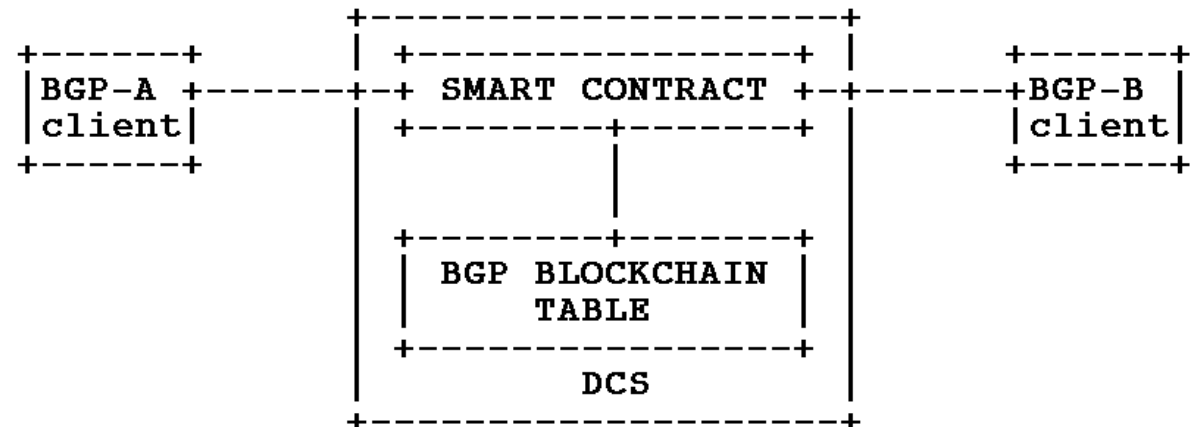 BGP-A client
SMART CONTRACT
BGP-B client
BGP BLOCKCHAIN
TABLE
DCS